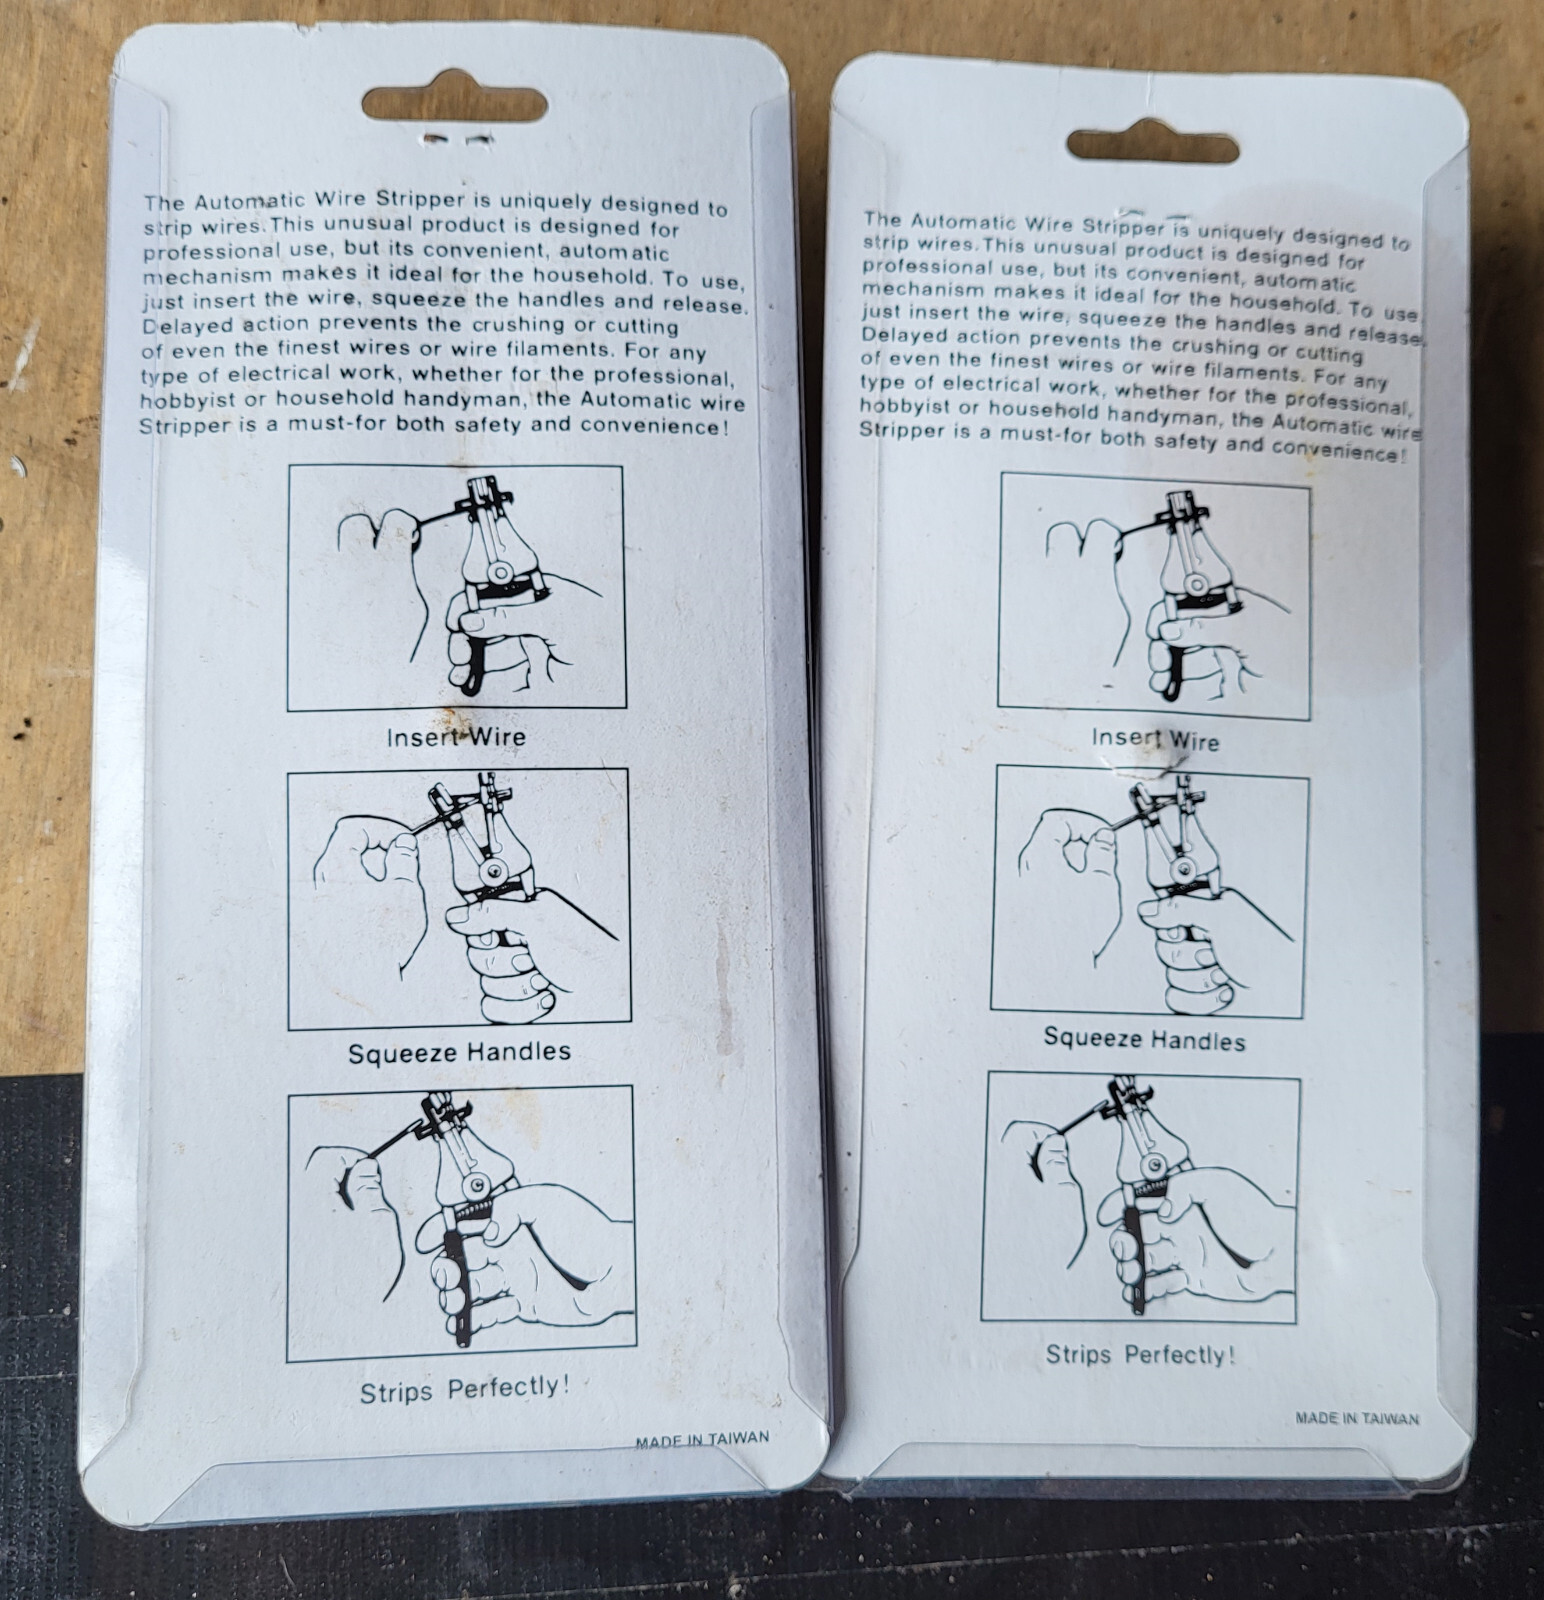 The Automatic Wire Stripper is uniquely designed to
strip wires. This unusual product is designed for
professional use, but its convenient, automatic
mechanism makes it ideal for the household. To use,
just insert the wire, squeeze the handles and release.
Delayed action prevents the crushing or cutting
of even the finest wires or wire filaments. For any
type of electrical work, whether for the professional,
hobbyist or household handyman, the Automatic wire
Stripper is a must-for both safety and convenience!
Insert Wire
Squeeze Handles
Strips Perfectly!
MADE IN TAIWAN
The Automatic Wire Stripper is uniquely designed to
strip wires. This unusual product is designed for
professional use, but its convenient, automatic
mechanism makes it ideal for the household. To use,
just insert the wire, squeeze the handles and release.
Delayed action prevents the crushing or cutting
of even the finest wires or wire filaments. For any
type of electrical work, whether for the professional,
hobbyist or household handyman, the Automatic wire
Stripper is a must-for both safety and convenience!
Insert Wire
Squeeze Handles
Strips Perfectly!
MADE IN TAIWAN